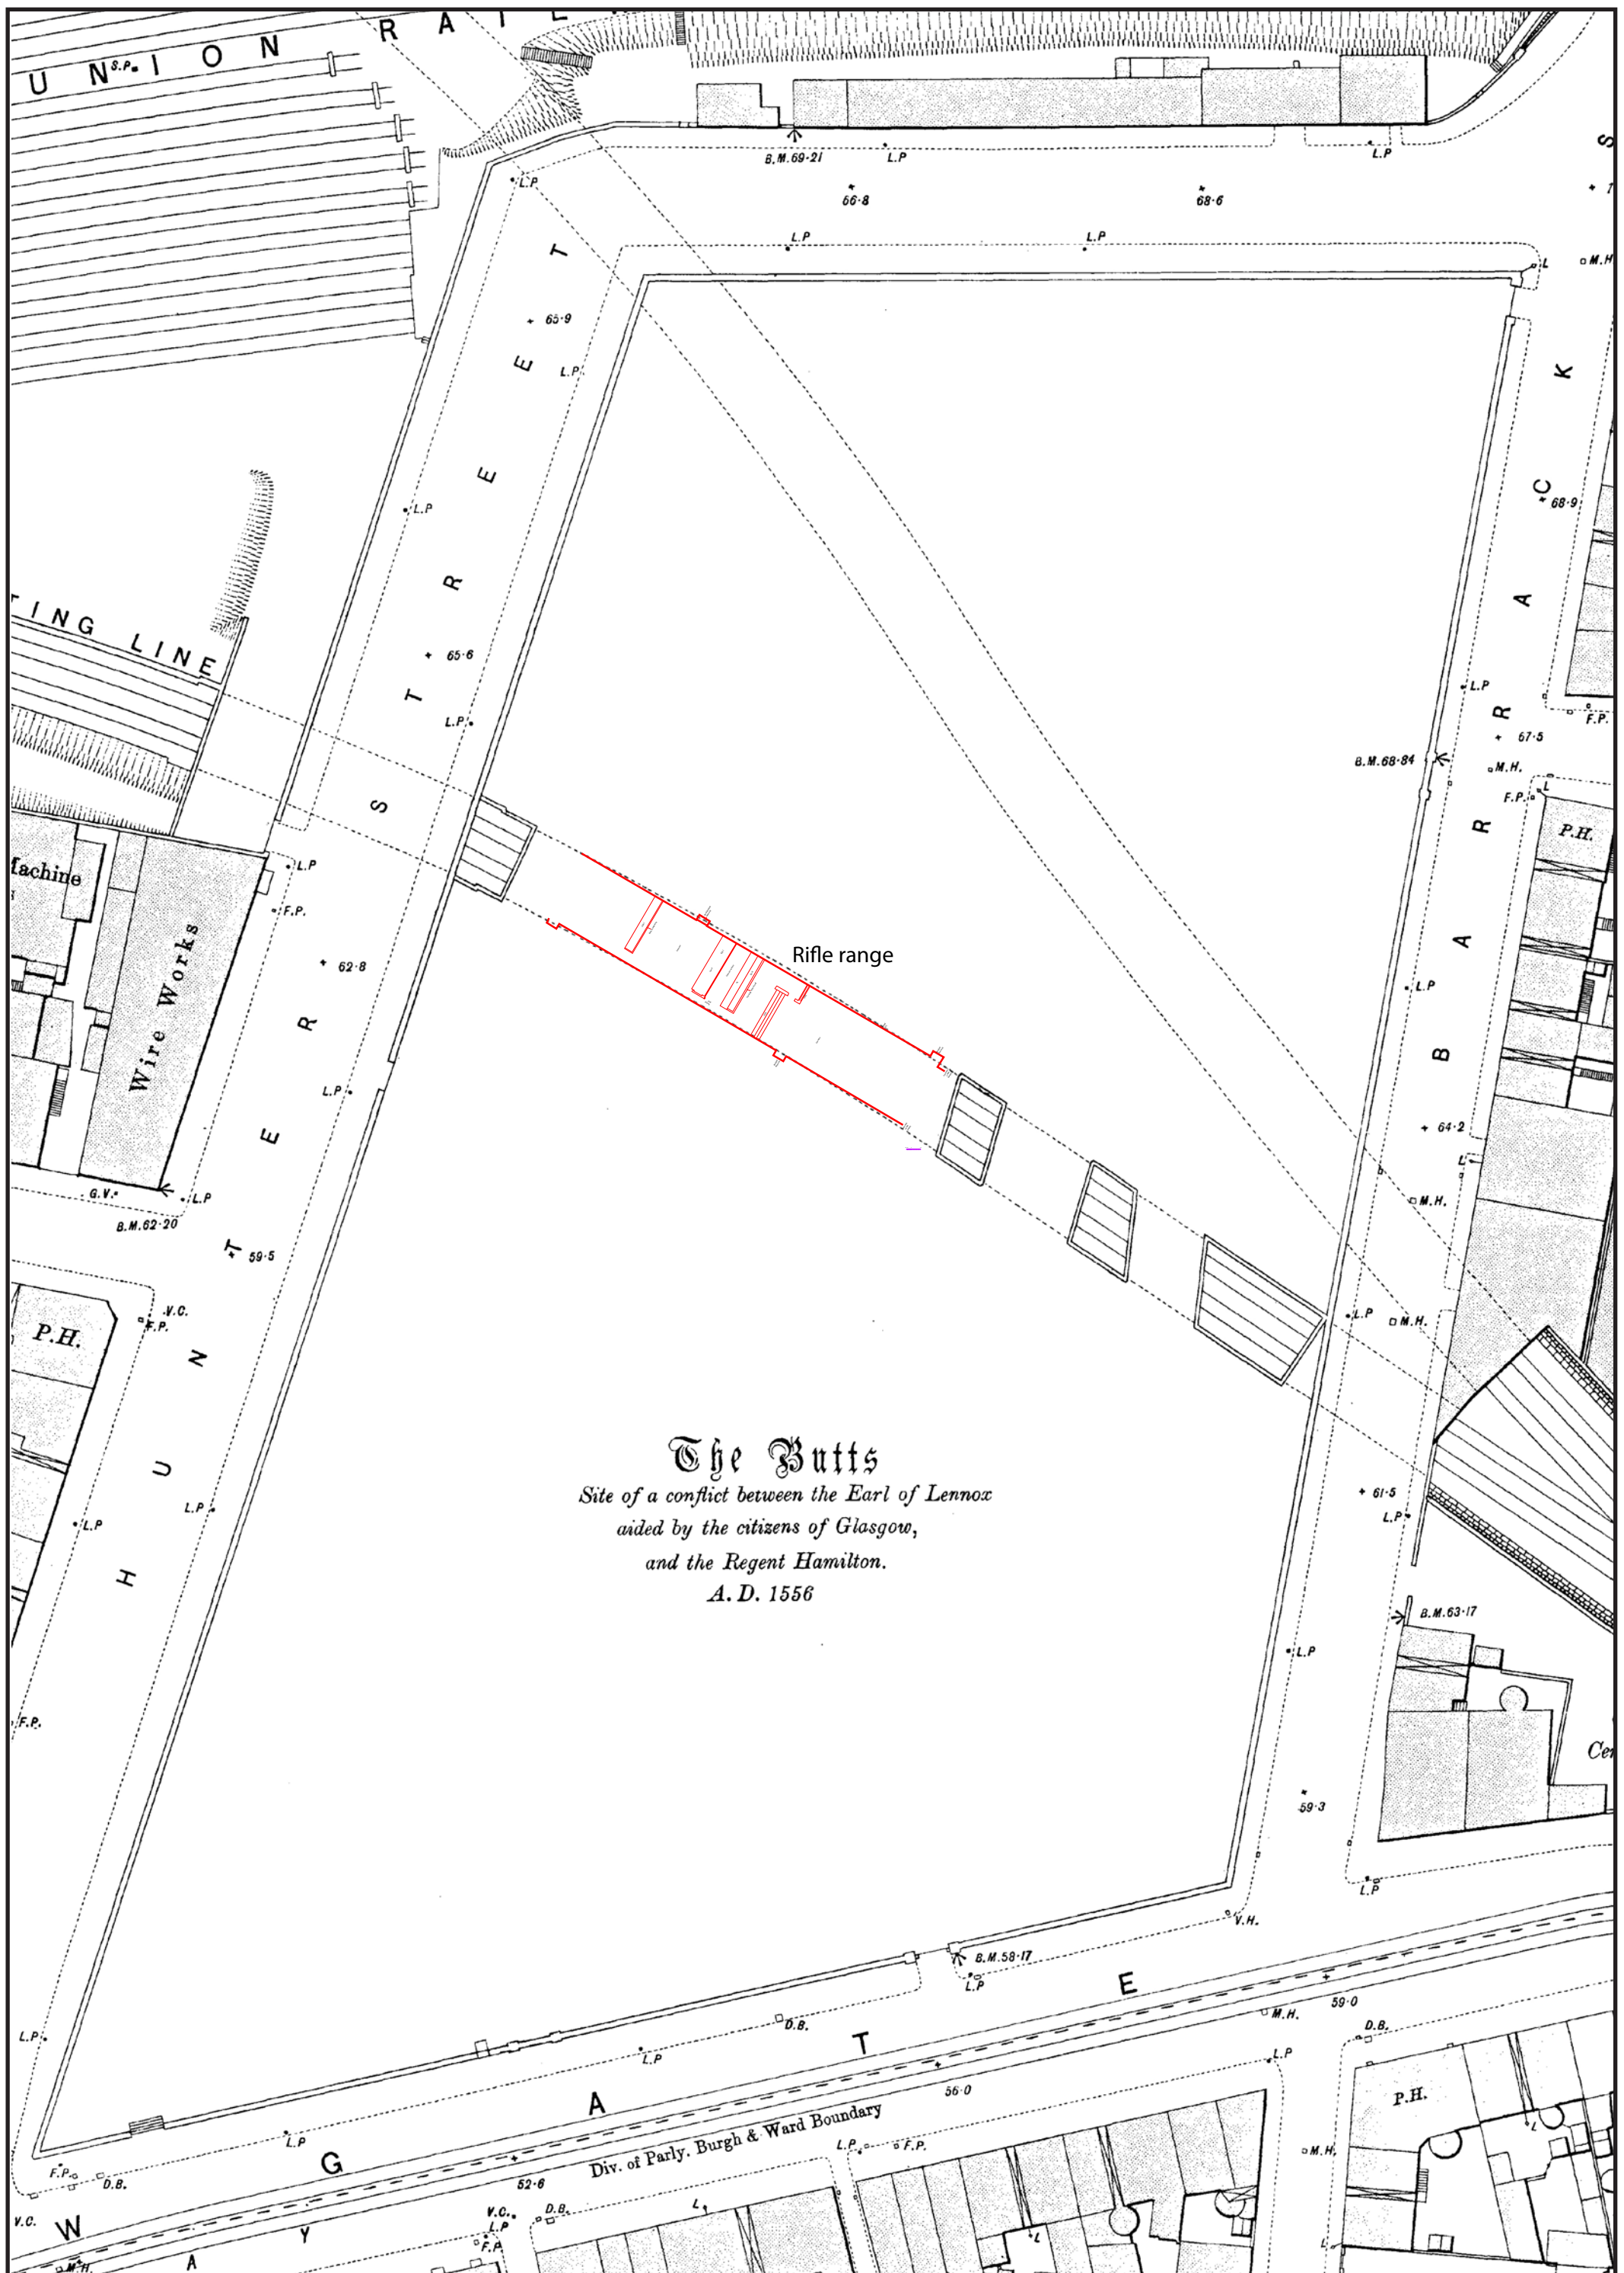 UNION RAIL
S.P.
B.M.69·21
L.P
L.P
L.P
66·8
68·6
L.P
L.P
L
M.H
65·9
L.P
L.P
68·9
TING LINE
65·6
L.P
L.P
F.P.
67·5
B.M.68·84
M.H.
L
F.P.
P.H.
Machine
L.P
F.P.
Wire Works
62·8
Rifle range
L.P
L.P
64·2
L
G.V.
L.P
B.M.62·20
M.H.
59·5
V.C.
F.P.
P.H.
L.P
M.H.
HUNTER STREET
BARRACK S
The Butts
Site of a conflict between the Earl of Lennox
aided by the citizens of Glasgow,
and the Regent Hamilton.
A.D. 1556
61·5
L.P
L.P
L.P
B.M.63·17
L.P
F.P.
59·3
L.P
V.H.
B.M.58·17
L.P
59·0
M.H.
D.B.
L.P
D.B.
L.P
L.P
56·0
P.H.
GATE
Div. of Parly. Burgh & Ward Boundary
L.P
F.P.
M.H.
L.P
F.P.
D.B.
52·6
V.C.
L.P
F.P.
D.B.
L
L
L
V.C.
WAY
M.H.
L